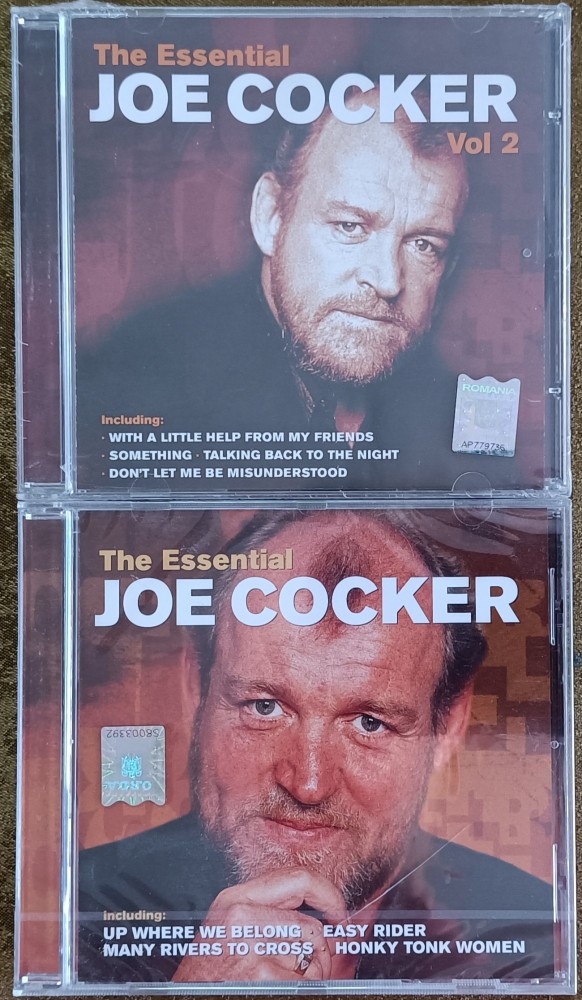 The Essential
JOE COCKER
Vol 2
ROMANIA
AP779736
Including:
· WITH A LITTLE HELP FROM MY FRIENDS
· SOMETHING · TALKING BACK TO THE NIGHT
· DON'T LET ME BE MISUNDERSTOOD
The Essential
JOE COCKER
S8003392
O.R.D.A.
including:
UP WHERE WE BELONG · EASY RIDER
MANY RIVERS TO CROSS · HONKY TONK WOMEN